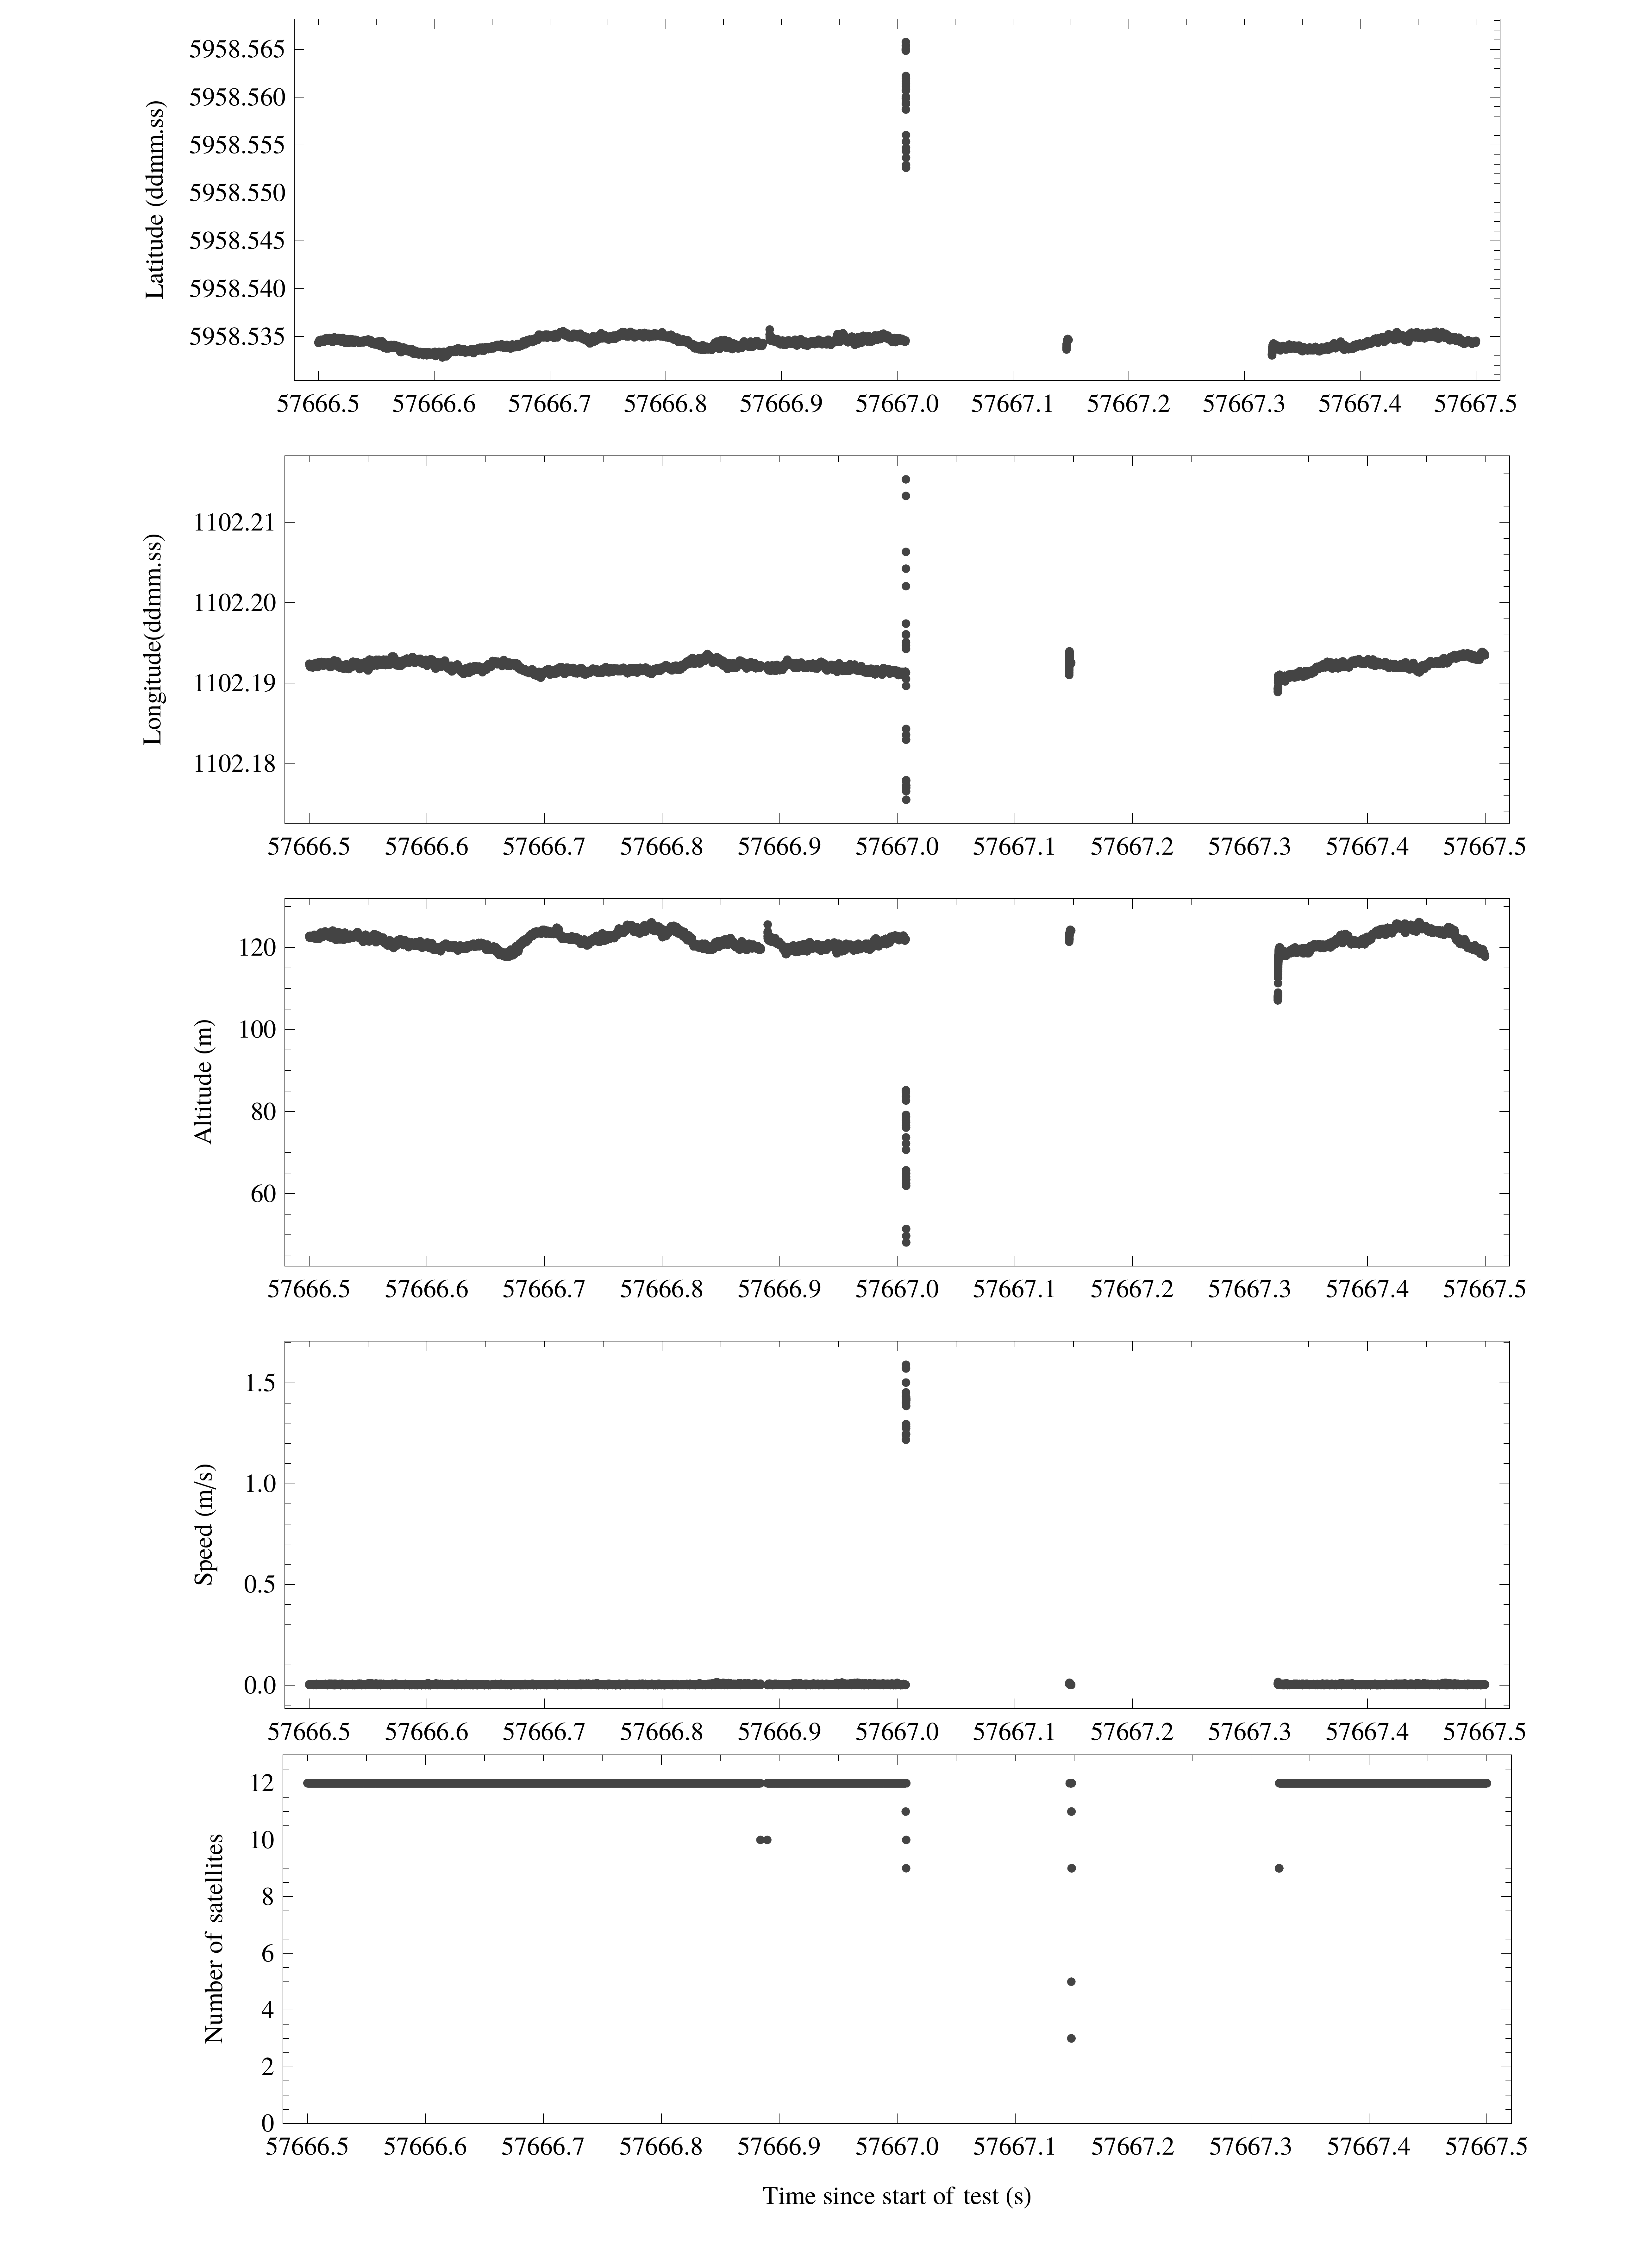 Latitude (ddmm.ss)
5958.565
5958.560
5958.555
5958.550
5958.545
5958.540
5958.535
57666.5 57666.6 57666.7 57666.8 57666.9 57667.0 57667.1 57667.2 57667.3 57667.4 57667.5
Longitude(ddmm.ss)
1102.21
1102.20
1102.19
1102.18
57666.5 57666.6 57666.7 57666.8 57666.9 57667.0 57667.1 57667.2 57667.3 57667.4 57667.5
Altitude (m)
120
100
80
60
57666.5 57666.6 57666.7 57666.8 57666.9 57667.0 57667.1 57667.2 57667.3 57667.4 57667.5
Speed (m/s)
1.5
1.0
0.5
0.0
57666.5 57666.6 57666.7 57666.8 57666.9 57667.0 57667.1 57667.2 57667.3 57667.4 57667.5
Number of satellites
12
10
8
6
4
2
0
57666.5 57666.6 57666.7 57666.8 57666.9 57667.0 57667.1 57667.2 57667.3 57667.4 57667.5
Time since start of test (s)